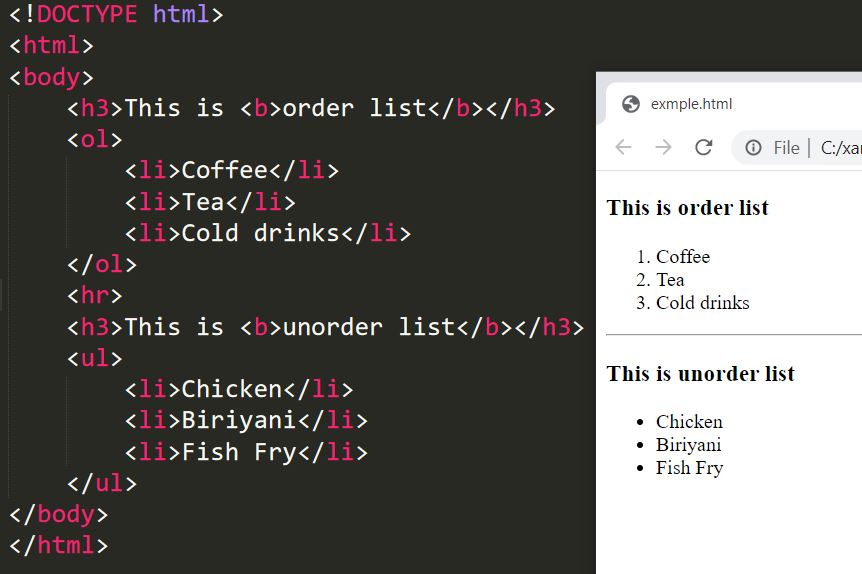 <!DOCTYPE html>
<html>
<body>
    <h3>This is <b>order list</b></h3>
    <ol>
        <li>Coffee</li>
        <li>Tea</li>
        <li>Cold drinks</li>
    </ol>
    <hr>
    <h3>This is <b>unorder list</b></h3>
    <ul>
        <li>Chicken</li>
        <li>Biriyani</li>
        <li>Fish Fry</li>
    </ul>
</body>
</html>
exmple.html
File | C:/xa
This is order list
1. Coffee
2. Tea
3. Cold drinks
This is unorder list
• Chicken
• Biriyani
• Fish Fry